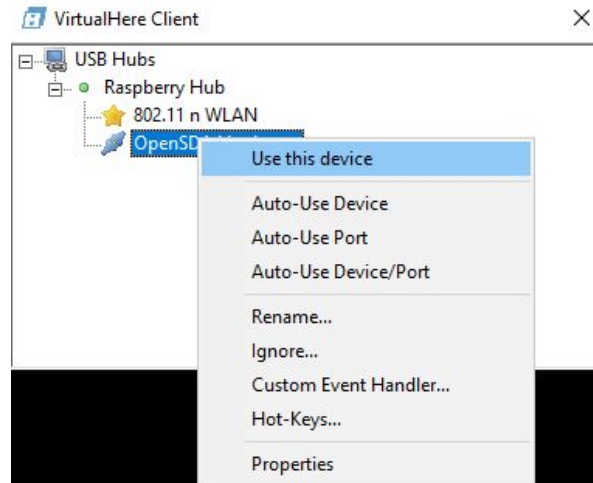 VirtualHere Client
USB Hubs
Raspberry Hub
802.11 n WLAN
OpenSD
Use this device
Auto-Use Device
Auto-Use Port
Auto-Use Device/Port
Rename...
Ignore...
Custom Event Handler...
Hot-Keys...
Properties